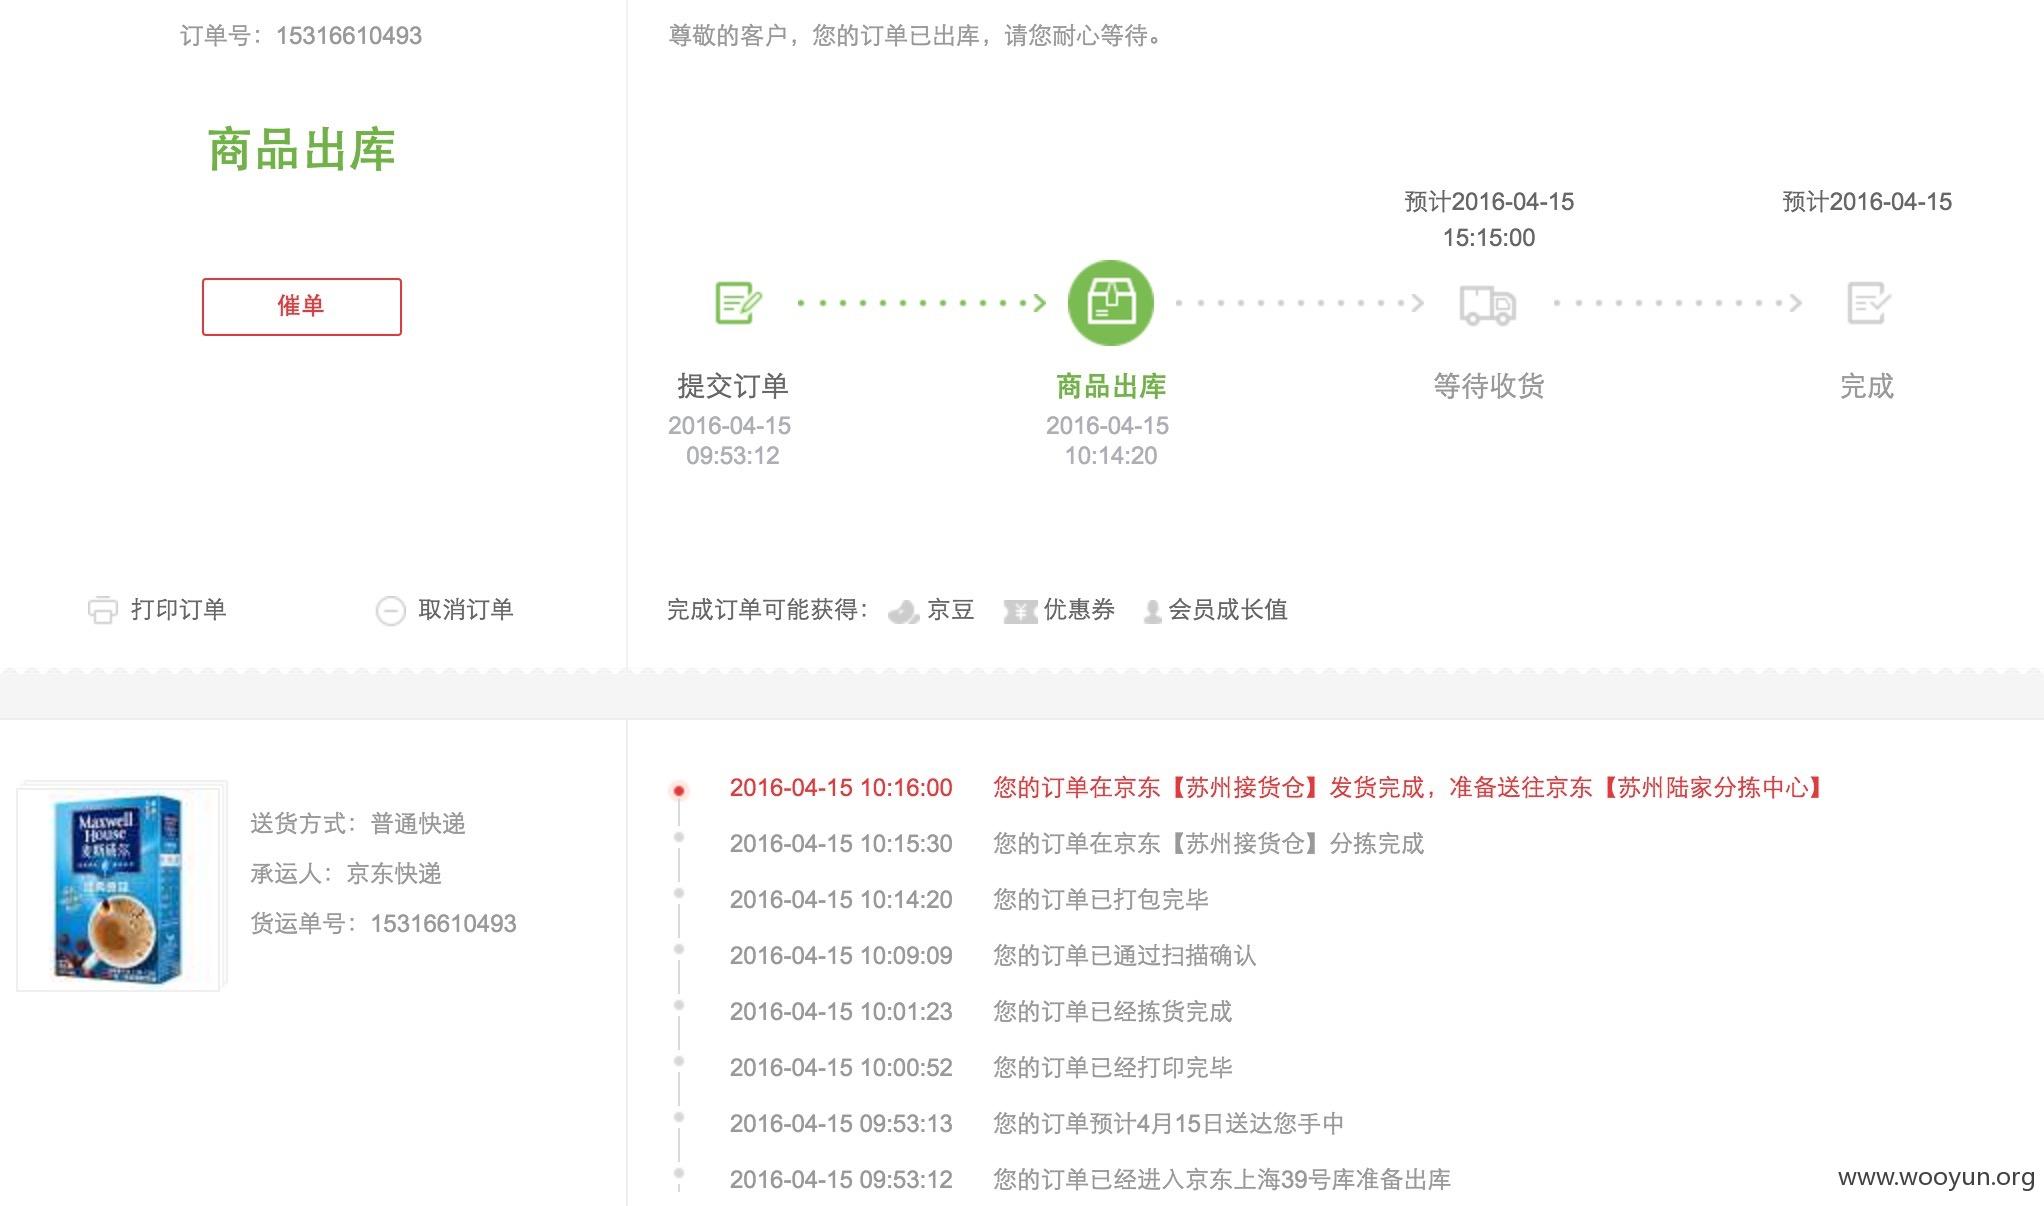 订单号：15316610493
商品出库
催单
打印订单
取消订单
尊敬的客户，您的订单已出库，请您耐心等待。
预计2016-04-15
15:15:00
预计2016-04-15
提交订单
2016-04-15
09:53:12
商品出库
2016-04-15
10:14:20
等待收货
完成
完成订单可能获得： 京豆 优惠券 会员成长值
Maxwell
House
送货方式：普通快递
承运人：京东快递
货运单号：15316610493
2016-04-15 10:16:00 您的订单在京东【苏州接货仓】发货完成，准备送往京东【苏州陆家分拣中心】
2016-04-15 10:15:30 您的订单在京东【苏州接货仓】分拣完成
2016-04-15 10:14:20 您的订单已打包完毕
2016-04-15 10:09:09 您的订单已通过扫描确认
2016-04-15 10:01:23 您的订单已经拣货完成
2016-04-15 10:00:52 您的订单已经打印完毕
2016-04-15 09:53:13 您的订单预计4月15日送达您手中
2016-04-15 09:53:12 您的订单已经进入京东上海39号库准备出库
www.wooyun.org